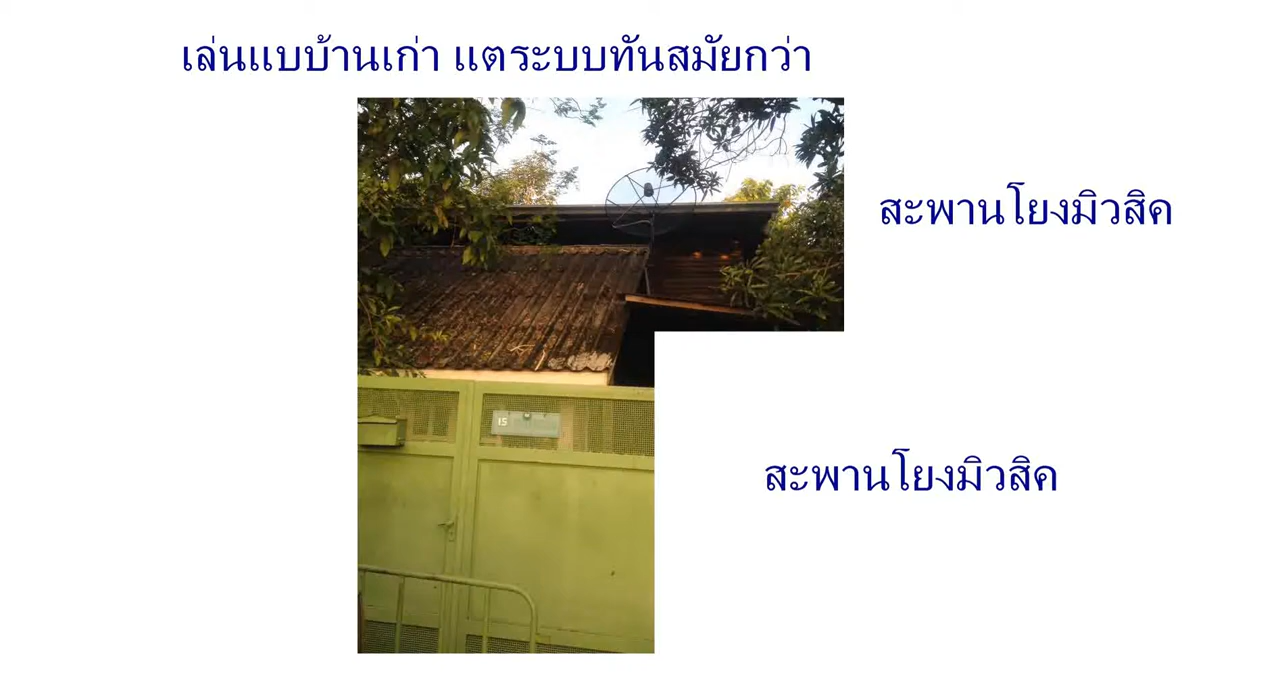 เล่นแบบ้านเก่า แตระบบทันสมัยกว่า
สะพานโยงมิวสิค
15
สะพานโยงมิวสิค